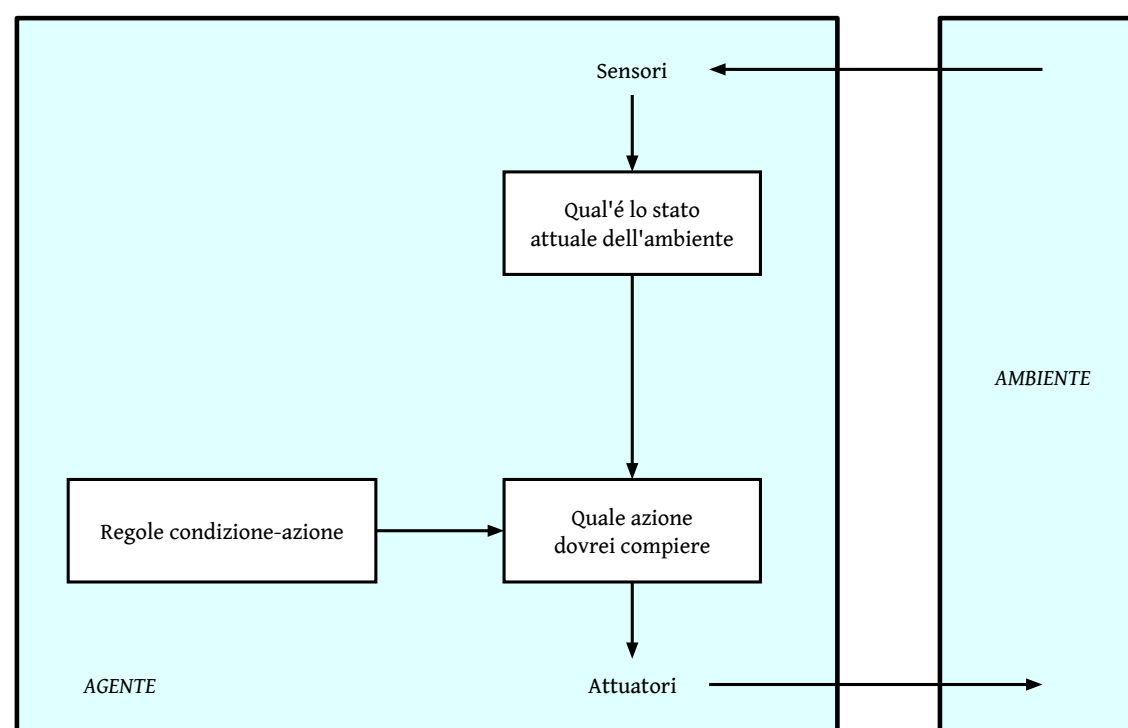 Sensori
Qual'é lo stato
attuale dell'ambiente
AMBIENTE
Regole condizione-azione
Quale azione
dovrei compiere
AGENTE
Attuatori